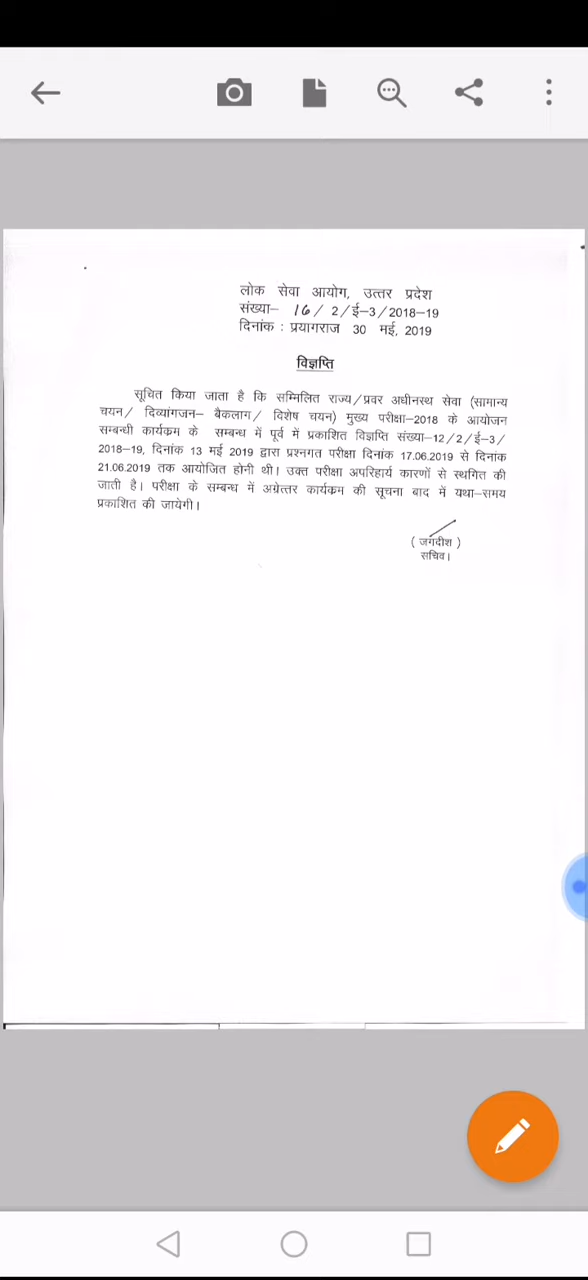 लोक सेवा आयोग, उत्तर प्रदेश
संख्या– 16/ 2/ई–3/2018–19
दिनांक : प्रयागराज 30 मई, 2019
विज्ञप्ति
सूचित किया जाता है कि सम्मिलित राज्य/प्रवर अधीनस्थ सेवा (सामान्य
चयन/ दिव्यांगजन– बैकलाग/ विशेष चयन) मुख्य परीक्षा–2018 के आयोजन
सम्बन्धी कार्यक्रम के सम्बन्ध में पूर्व में प्रकाशित विज्ञप्ति संख्या–12/2/ई–3/
2018–19, दिनांक 13 मई 2019 द्वारा प्रश्नगत परीक्षा दिनांक 17.06.2019 से दिनांक
21.06.2019 तक आयोजित होनी थी। उक्त परीक्षा अपरिहार्य कारणों से स्थगित की
जाती है। परीक्षा के सम्बन्ध में अग्रेत्तर कार्यक्रम की सूचना बाद में यथा–समय
प्रकाशित की जायेगी।
( जगदीश )
सचिव।